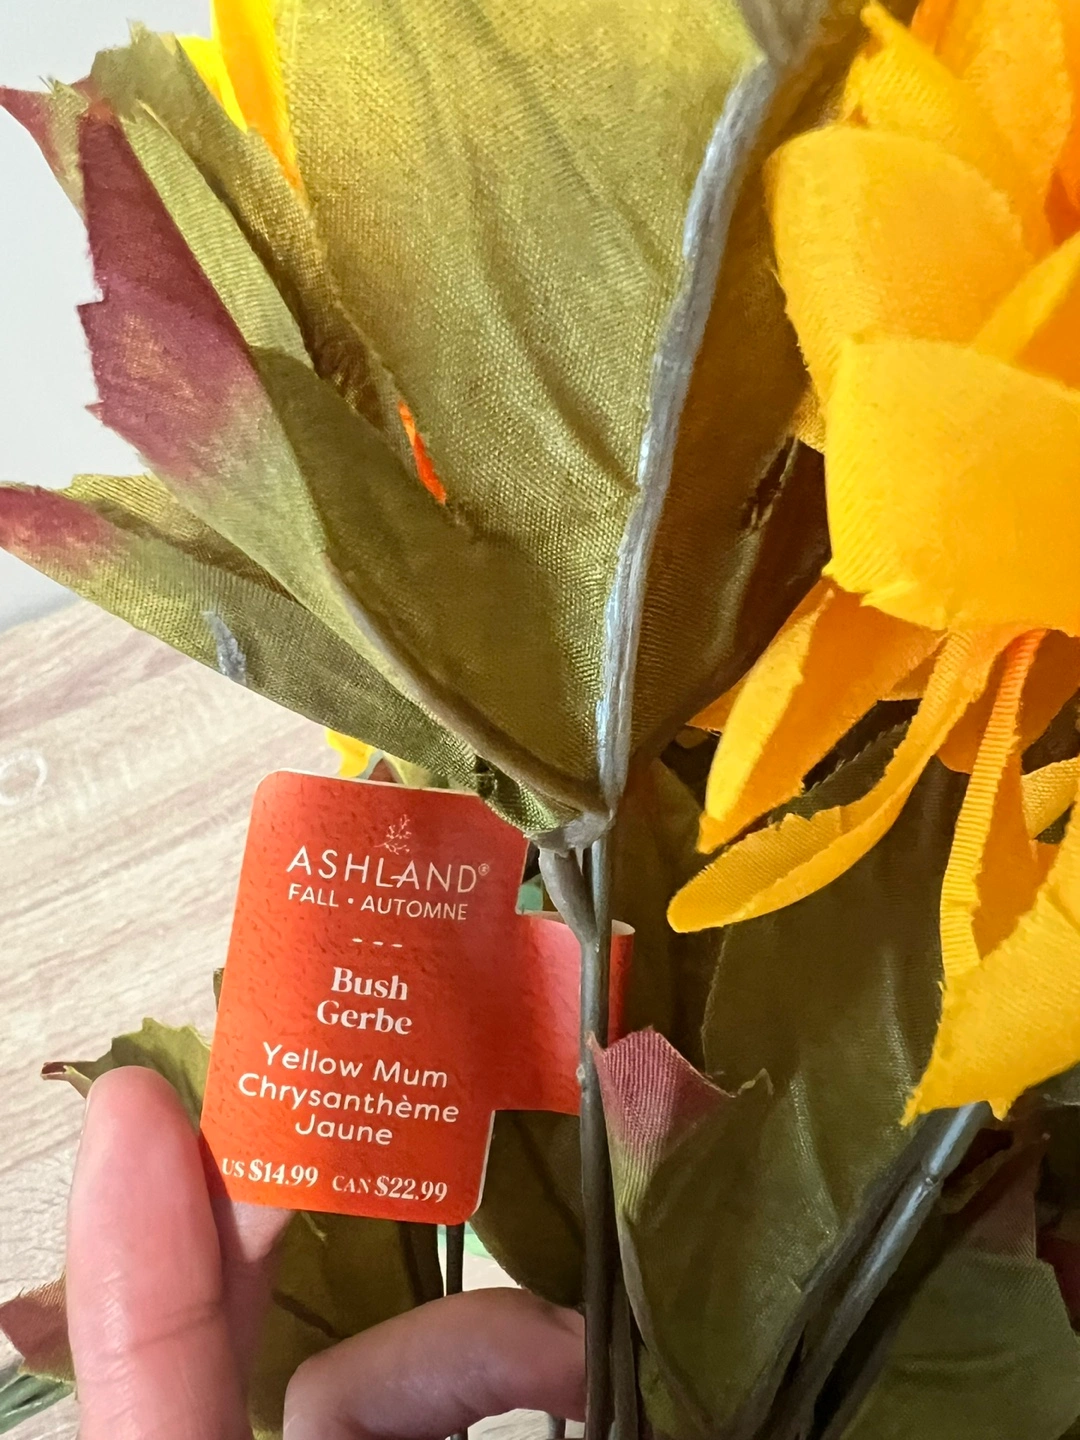 ASHLAND®
FALL • AUTOMNE
---
Bush
Gerbe
Yellow Mum
Chrysanthème
Jaune
US $14.99 CAN $22.99